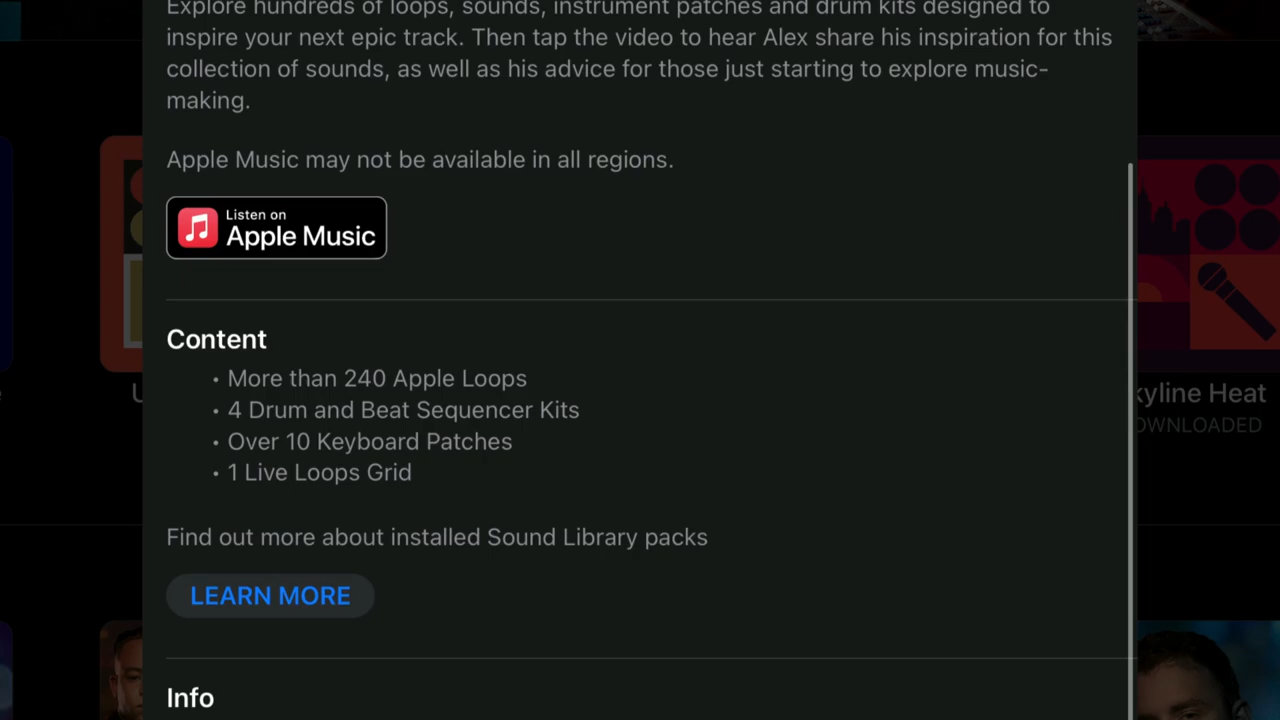 Explore hundreds of loops, sounds, instrument patches and drum kits designed to
inspire your next epic track. Then tap the video to hear Alex share his inspiration for this
collection of sounds, as well as his advice for those just starting to explore music-
making.
Apple Music may not be available in all regions.
Listen on
Apple Music
Content
• More than 240 Apple Loops
• 4 Drum and Beat Sequencer Kits
• Over 10 Keyboard Patches
• 1 Live Loops Grid
kyline Heat
OWNLOADED
Find out more about installed Sound Library packs
LEARN MORE
Info